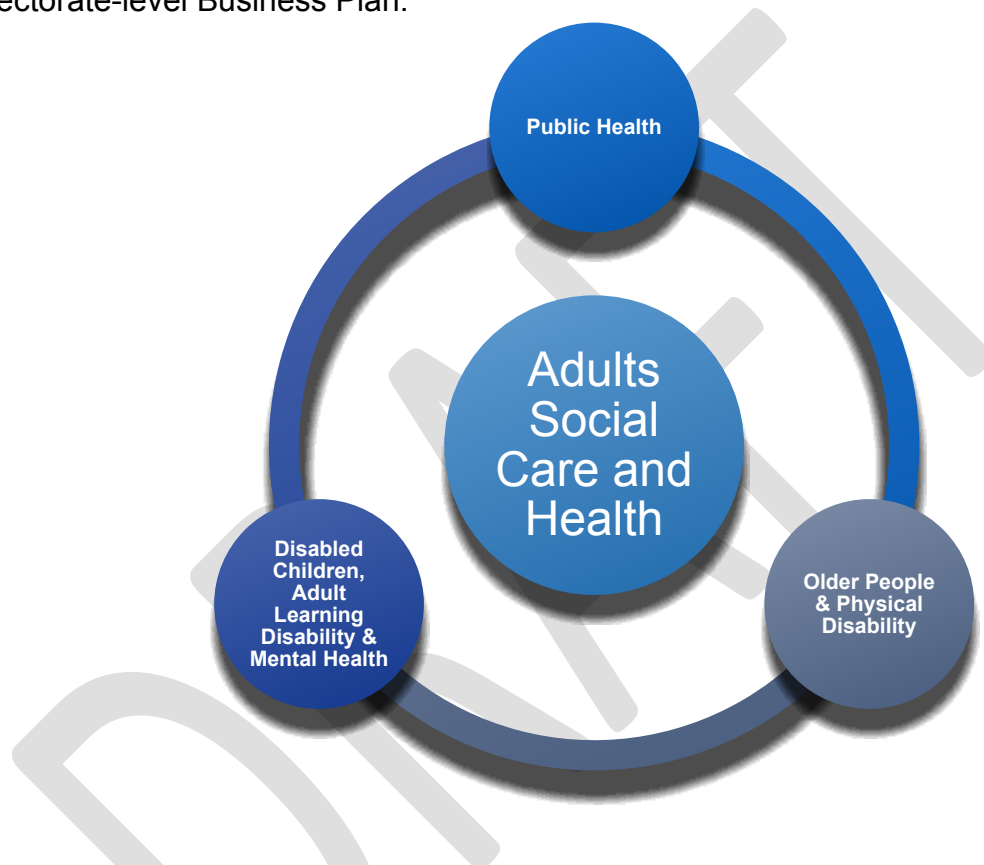 ectorate-level Business Plan.
Public Health
Adults
Social
Care and
Health
Disabled
Children,
Adult
Learning
Disability &
Mental Health
Older People
& Physical
Disability
DRAFT